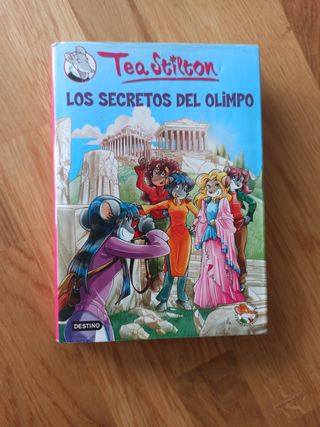 Tea Stilton
LOS SECRETOS DEL OLIMPO
DESTINO